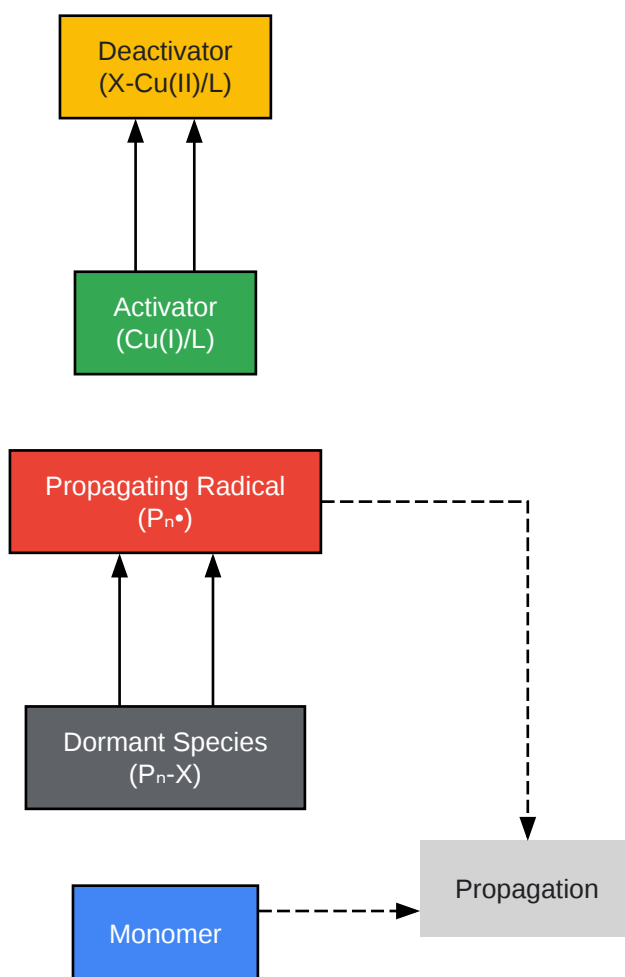 Deactivator
(X-Cu(II)/L)
Activator
(Cu(I)/L)
Propagating Radical
(Pₙ•)
Dormant Species
(Pₙ-X)
Propagation
Monomer